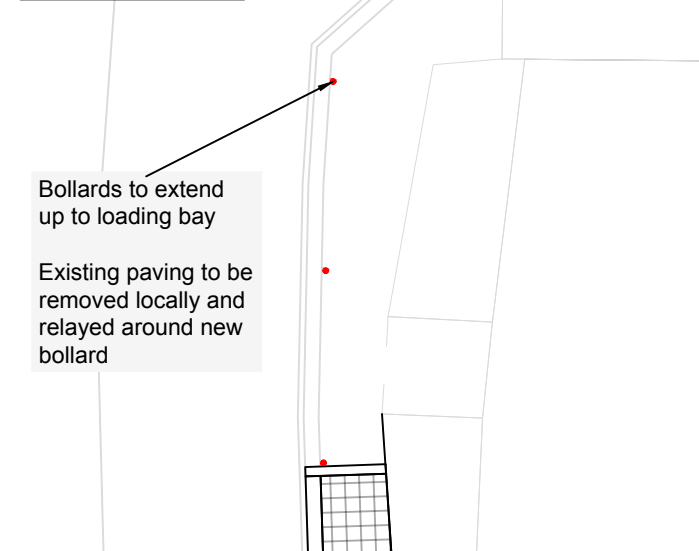 Bollards to extend
up to loading bay
Existing paving to be
removed locally and
relayed around new
bollard